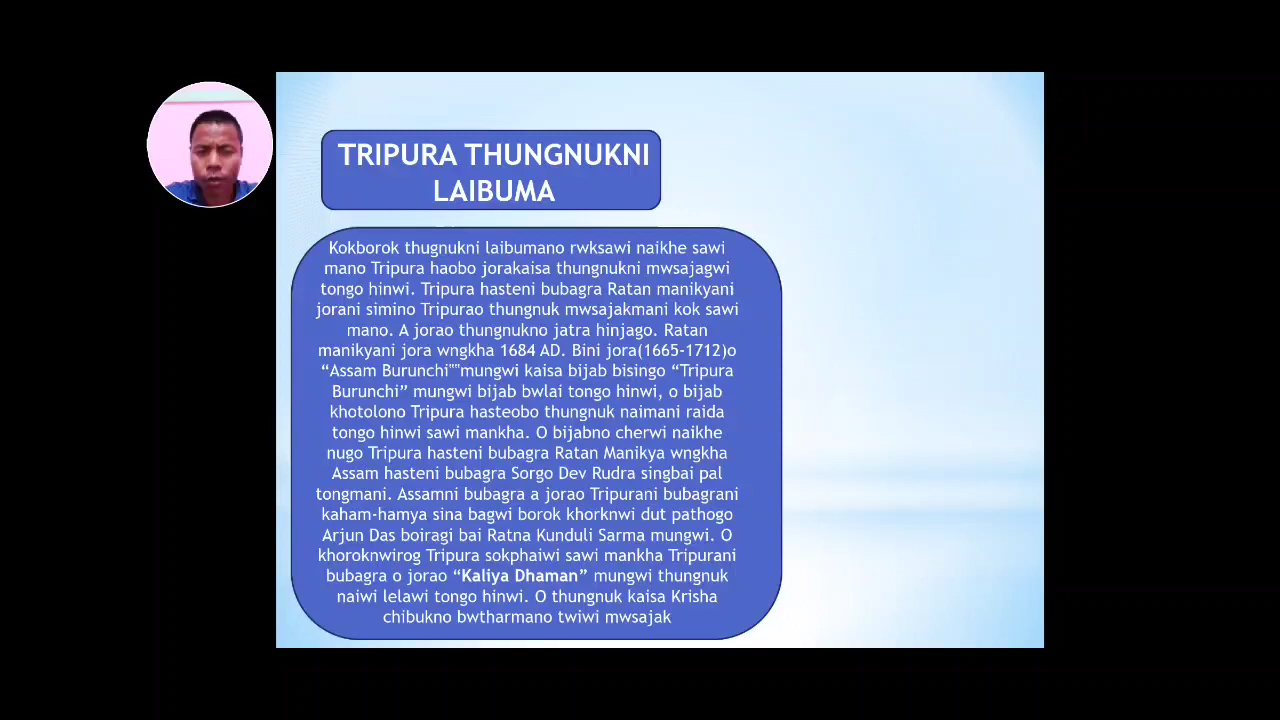 TRIPURA THUNGNUKNI
LAIBUMA
Kokborok thugnukni laibumano rwksawi naikhe sawi
mano Tripura haobo jorakaisa thungnukni mwsajagwi
tongo hinwi. Tripura hasteni bubagra Ratan manikyani
jorani simino Tripurao thungnuk mwsajakmani kok sawi
mano. A jorao thungnukno jatra hinjago. Ratan
manikyani jora wngkha 1684 AD. Bini jora(1665-1712)o
“Assam Burunchi‟‟mungwi kaisa bijab bisingo “Tripura
Burunchi” mungwi bijab bwlai tongo hinwi, o bijab
khotolono Tripura hasteobo thungnuk naimani raida
tongo hinwi sawi mankha. O bijabno cherwi naikhe
nugo Tripura hasteni bubagra Ratan Manikya wngkha
Assam hasteni bubagra Sorgo Dev Rudra singbai pal
tongmani. Assamni bubagra a jorao Tripurani bubagrani
kaham-hamya sina bagwi borok khorknwi dut pathogo
Arjun Das boiragi bai Ratna Kunduli Sarma mungwi. O
khoroknwirog Tripura sokphaiwi sawi mankha Tripurani
bubagra o jorao “Kaliya Dhaman” mungwi thungnuk
naiwi lelawi tongo hinwi. O thungnuk kaisa Krisha
chibukno bwtharmano twiwi mwsajak